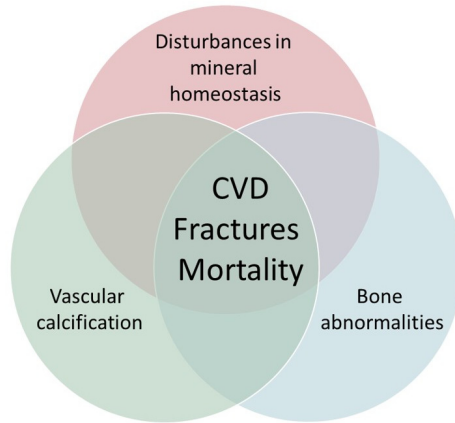 Disturbances in
mineral
homeostasis
CVD
Fractures
Mortality
Vascular
calcification
Bone
abnormalities